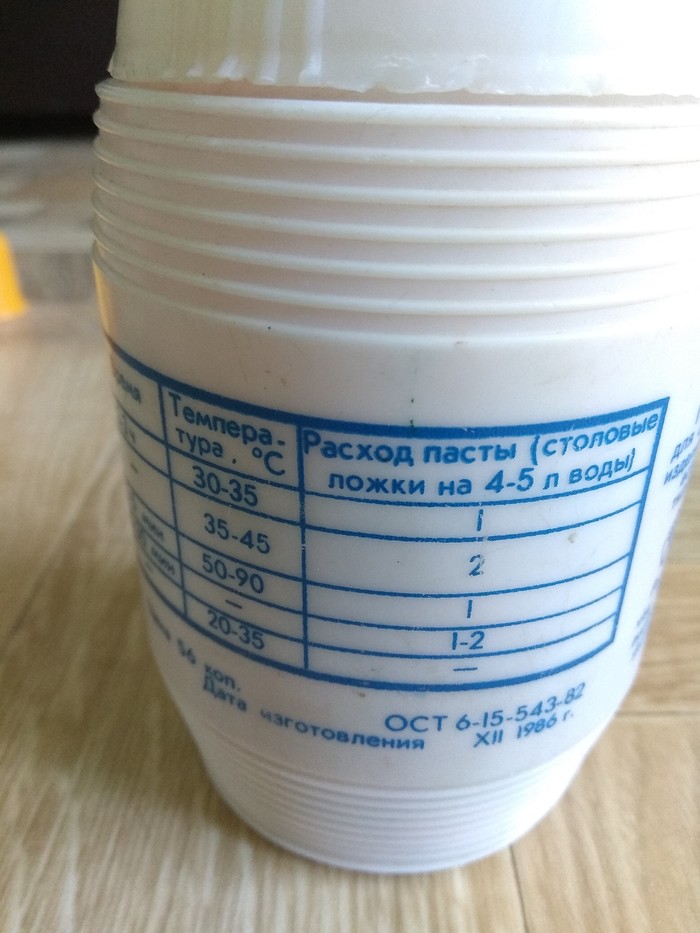 Темпера-
тура, °С
Расход пасты (столовые
ложки на 4-5 л воды)
30-35
1
35-45
2
50-90
1
—
1-2
20-35
—
56 коп.
ОСТ 6-15-543-82
Дата изготовления XII 1986 г.